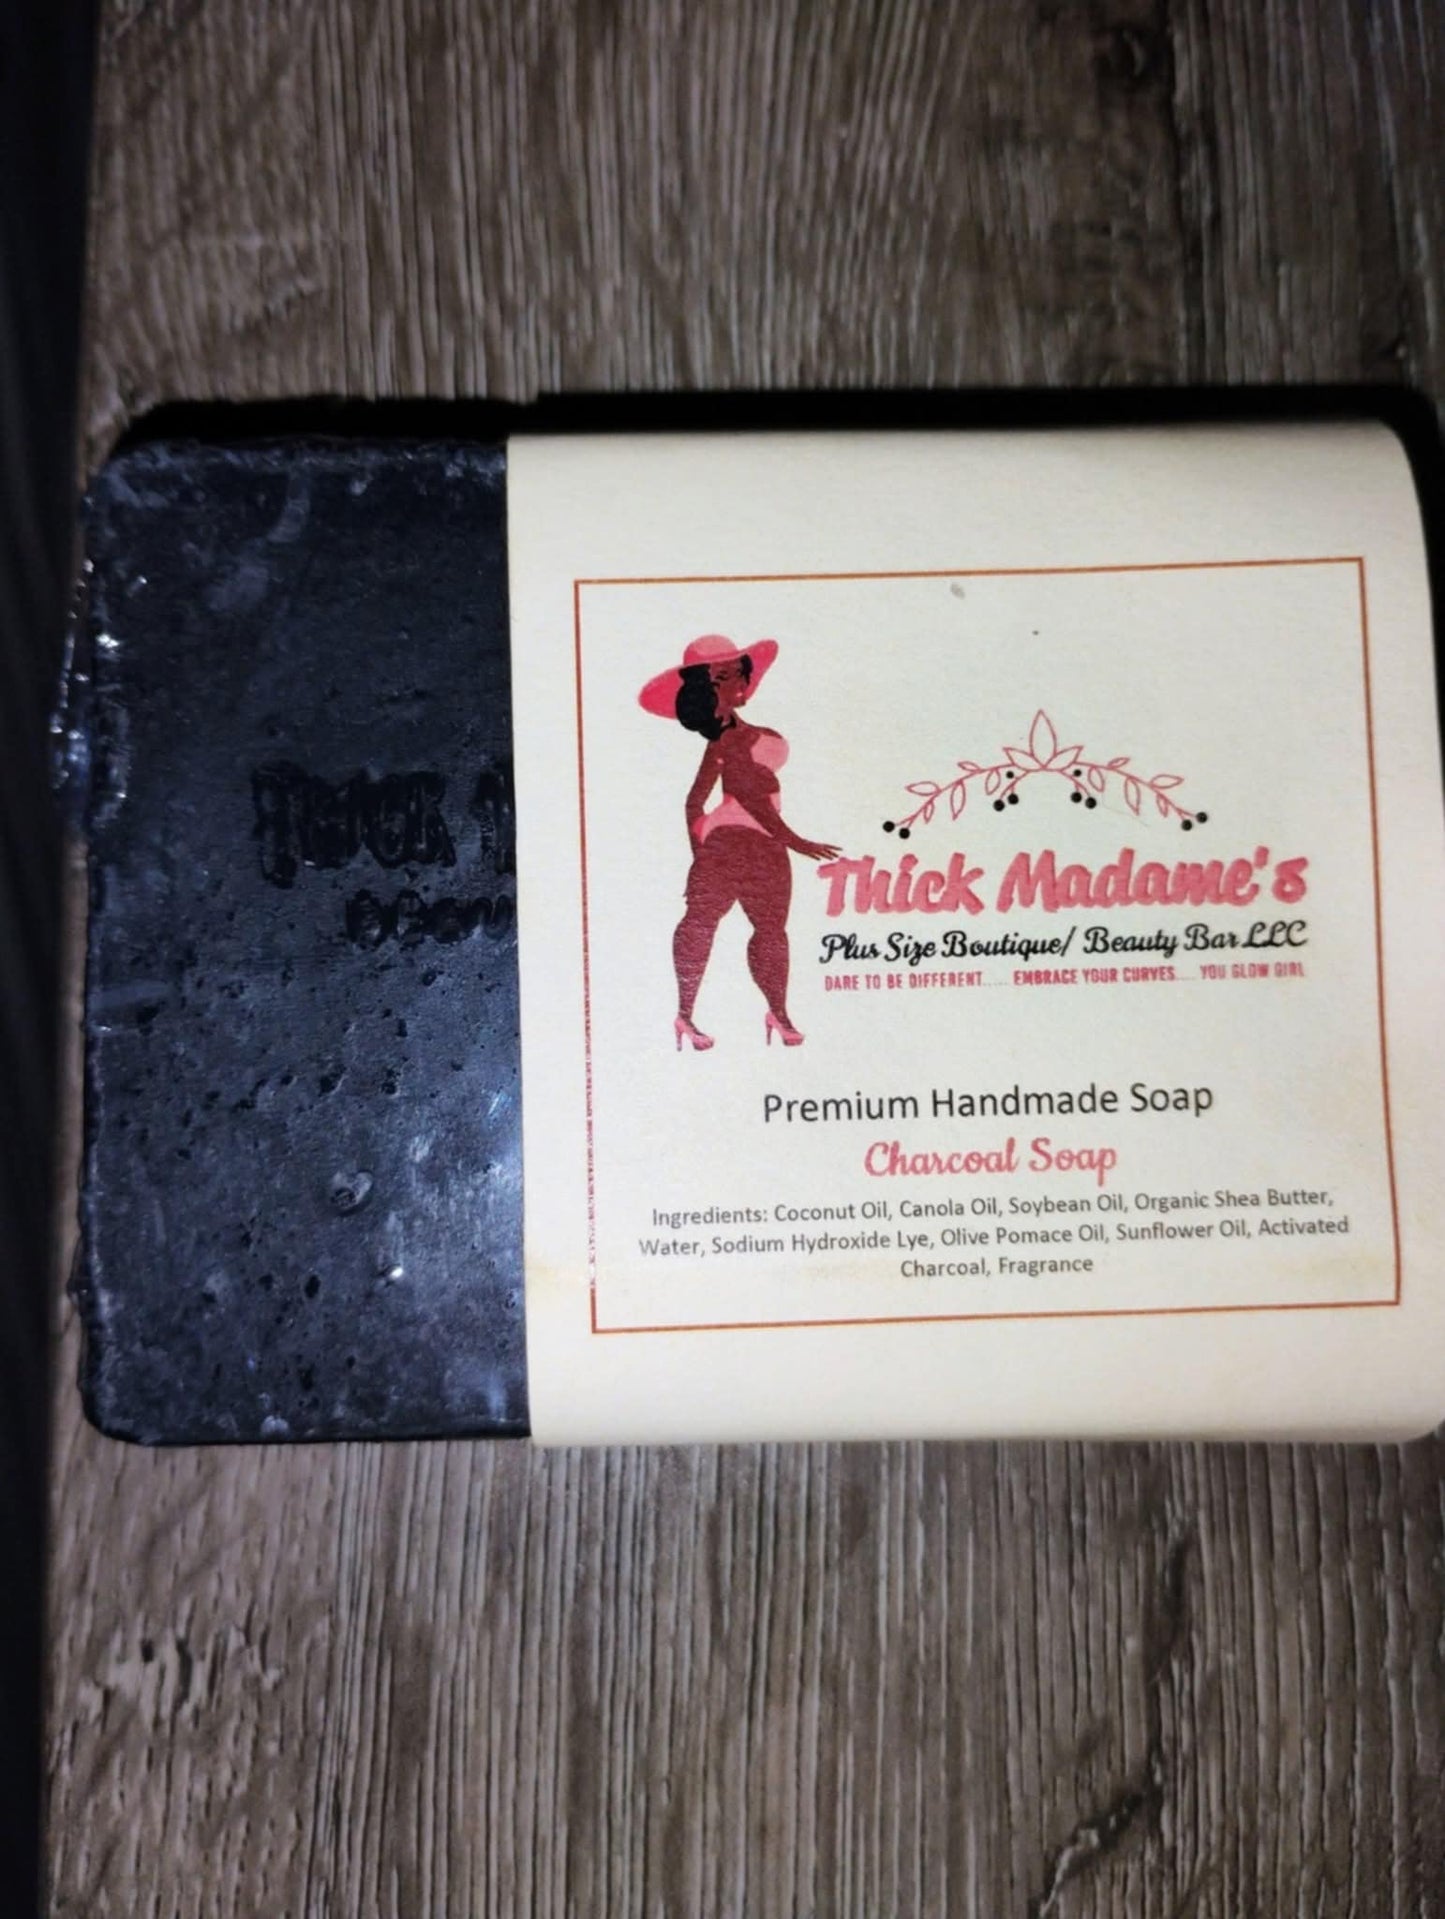 Thick Madame's
Plus Size Boutique/ Beauty Bar LLC
DARE TO BE DIFFERENT..... EMBRACE YOUR CURVES.... YOU GLOW GIRL
Premium Handmade Soap
Charcoal Soap
Ingredients: Coconut Oil, Canola Oil, Soybean Oil, Organic Shea Butter,
Water, Sodium Hydroxide Lye, Olive Pomace Oil, Sunflower Oil, Activated
Charcoal, Fragrance